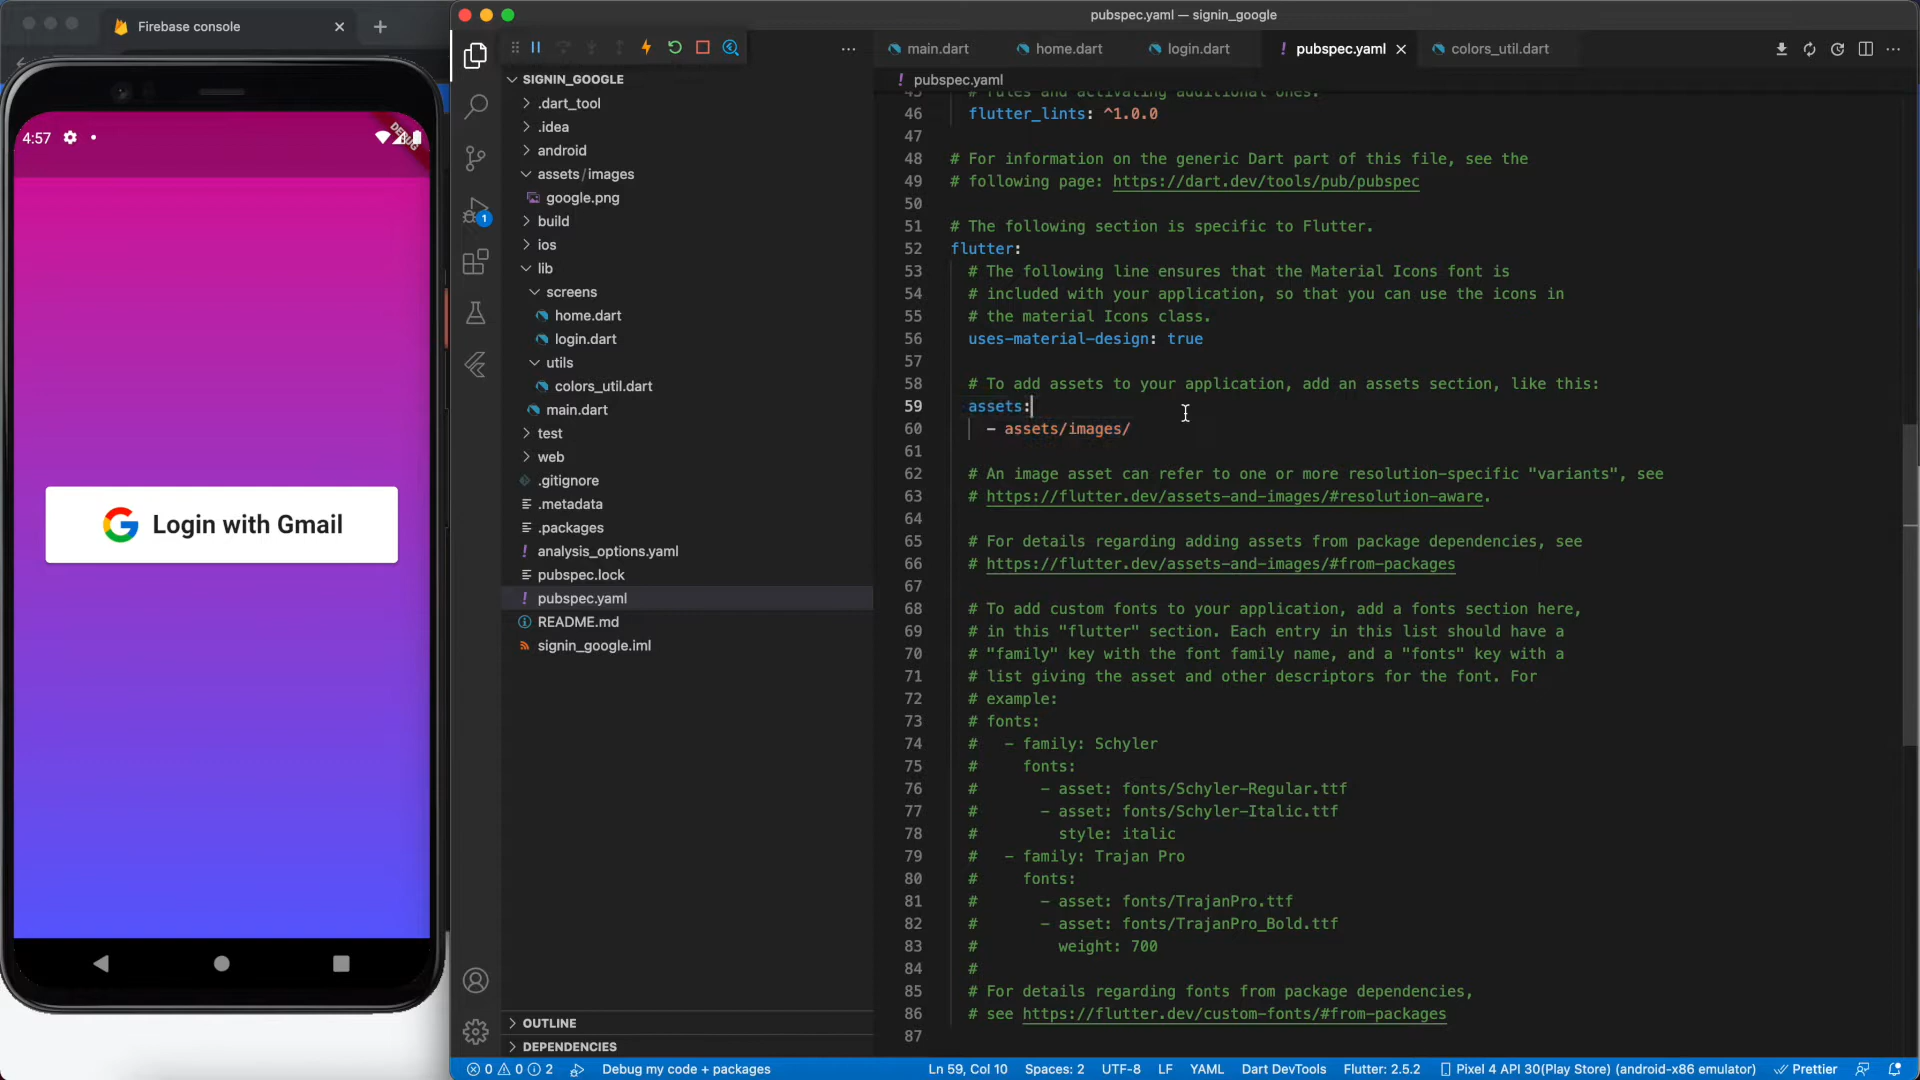 Firebase console
pubspec.yaml — signin_google
4:57
DEBUG
Login with Gmail
1
SIGNIN_GOOGLE
.dart_tool
.idea
android
assets/images
google.png
build
ios
lib
screens
home.dart
login.dart
utils
colors_util.dart
main.dart
test
web
.gitignore
.metadata
.packages
analysis_options.yaml
pubspec.lock
pubspec.yaml
README.md
signin_google.iml
OUTLINE
DEPENDENCIES
main.dart
home.dart
login.dart
pubspec.yaml
colors_util.dart
pubspec.yaml
45 # rules and activating additional ones.
46 flutter_lints: ^1.0.0
47
48 # For information on the generic Dart part of this file, see the
49 # following page: https://dart.dev/tools/pub/pubspec
50
51 # The following section is specific to Flutter.
52 flutter:
53 # The following line ensures that the Material Icons font is
54 # included with your application, so that you can use the icons in
55 # the material Icons class.
56 uses-material-design: true
57
58 # To add assets to your application, add an assets section, like this:
59 assets:
60 - assets/images/
61
62 # An image asset can refer to one or more resolution-specific "variants", see
63 # https://flutter.dev/assets-and-images/#resolution-aware.
64
65 # For details regarding adding assets from package dependencies, see
66 # https://flutter.dev/assets-and-images/#from-packages
67
68 # To add custom fonts to your application, add a fonts section here,
69 # in this "flutter" section. Each entry in this list should have a
70 # "family" key with the font family name, and a "fonts" key with a
71 # list giving the asset and other descriptors for the font. For
72 # example:
73 # fonts:
74 # - family: Schyler
75 # fonts:
76 # - asset: fonts/Schyler-Regular.ttf
77 # - asset: fonts/Schyler-Italic.ttf
78 # style: italic
79 # - family: Trajan Pro
80 # fonts:
81 # - asset: fonts/TrajanPro.ttf
82 # - asset: fonts/TrajanPro_Bold.ttf
83 # weight: 700
84 #
85 # For details regarding fonts from package dependencies,
86 # see https://flutter.dev/custom-fonts/#from-packages
87
0 0 2 Debug my code + packages Ln 59, Col 10 Spaces: 2 UTF-8 LF YAML Dart DevTools Flutter: 2.5.2 Pixel 4 API 30(Play Store) (android-x86 emulator) Prettier